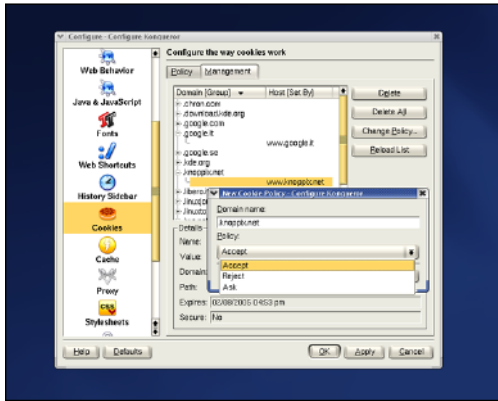 Configure - Configure Konqueror
Web Behavior
Java & JavaScript
Fonts
Web Shortcuts
History Sidebar
Cookies
Cache
Proxy
Stylesheets
Configure the way cookies work
Policy
Management
Domain [Group]
Host [Set By]
.chron.com
.download.kde.org
.google.com
.google.it
www.google.it
.google.se
.kde.org
.knoppix.net
www.knoppix.net
Delete
Delete All
Change Policy...
Reload List
New Cookie Policy - Configure Konqueror
Domain name:
.knoppix.net
Policy:
Accept
Accept
Reject
Ask
Details
Name:
Value:
Domain:
Path:
Expires: 02/08/2005 04:53 pm
Secure: No
Help
Defaults
OK
Apply
Cancel